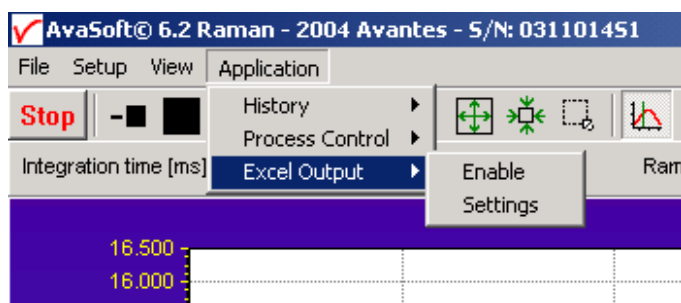 AvaSoft© 6.2 Raman - 2004 Avantes - S/N: 0311014S1
File Setup View Application
Stop
History
Process Control
Integration time [ms]
Excel Output
Enable
Ram
Settings
16.500
16.000